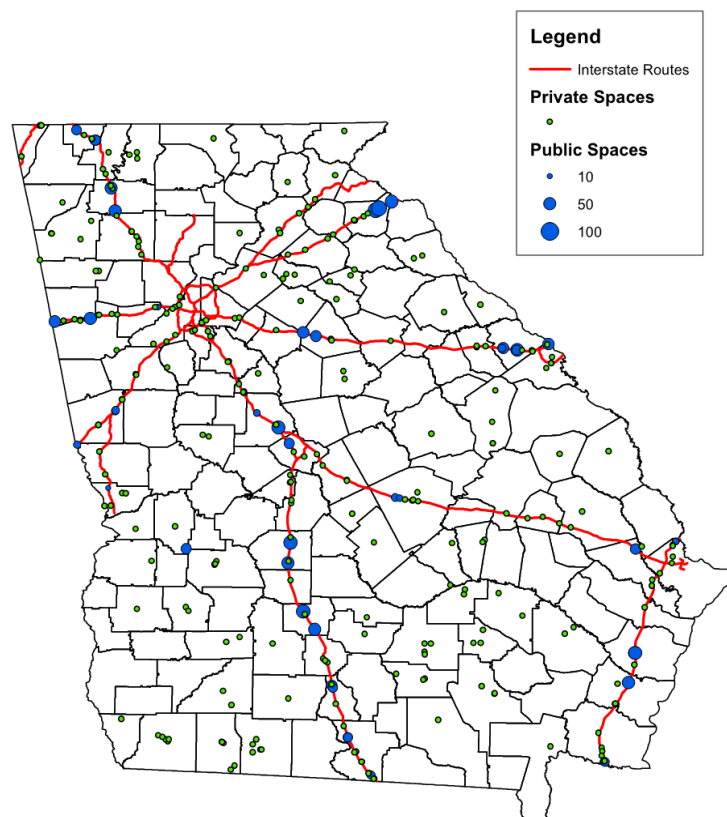 Legend
Interstate Routes
Private Spaces
Public Spaces
10
50
100